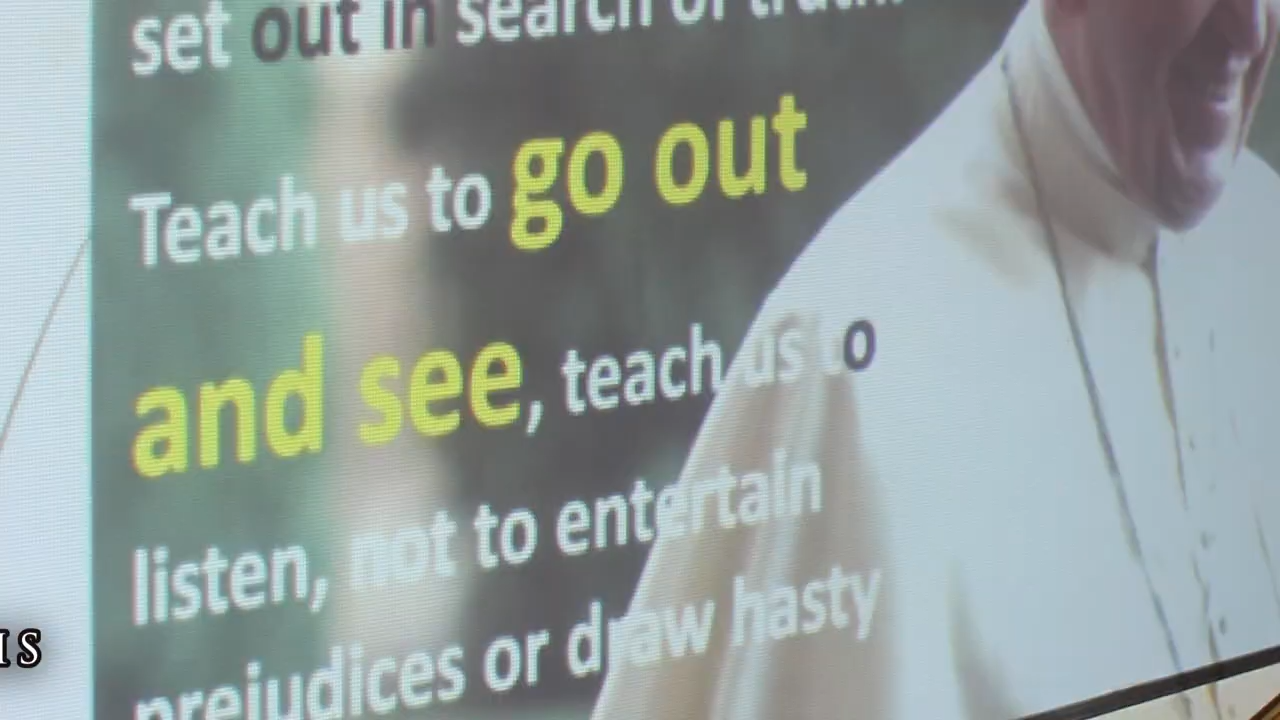 set out in search of truth.
Teach us to go out
and see, teach us to
listen, not to entertain
prejudices or draw hasty
IS